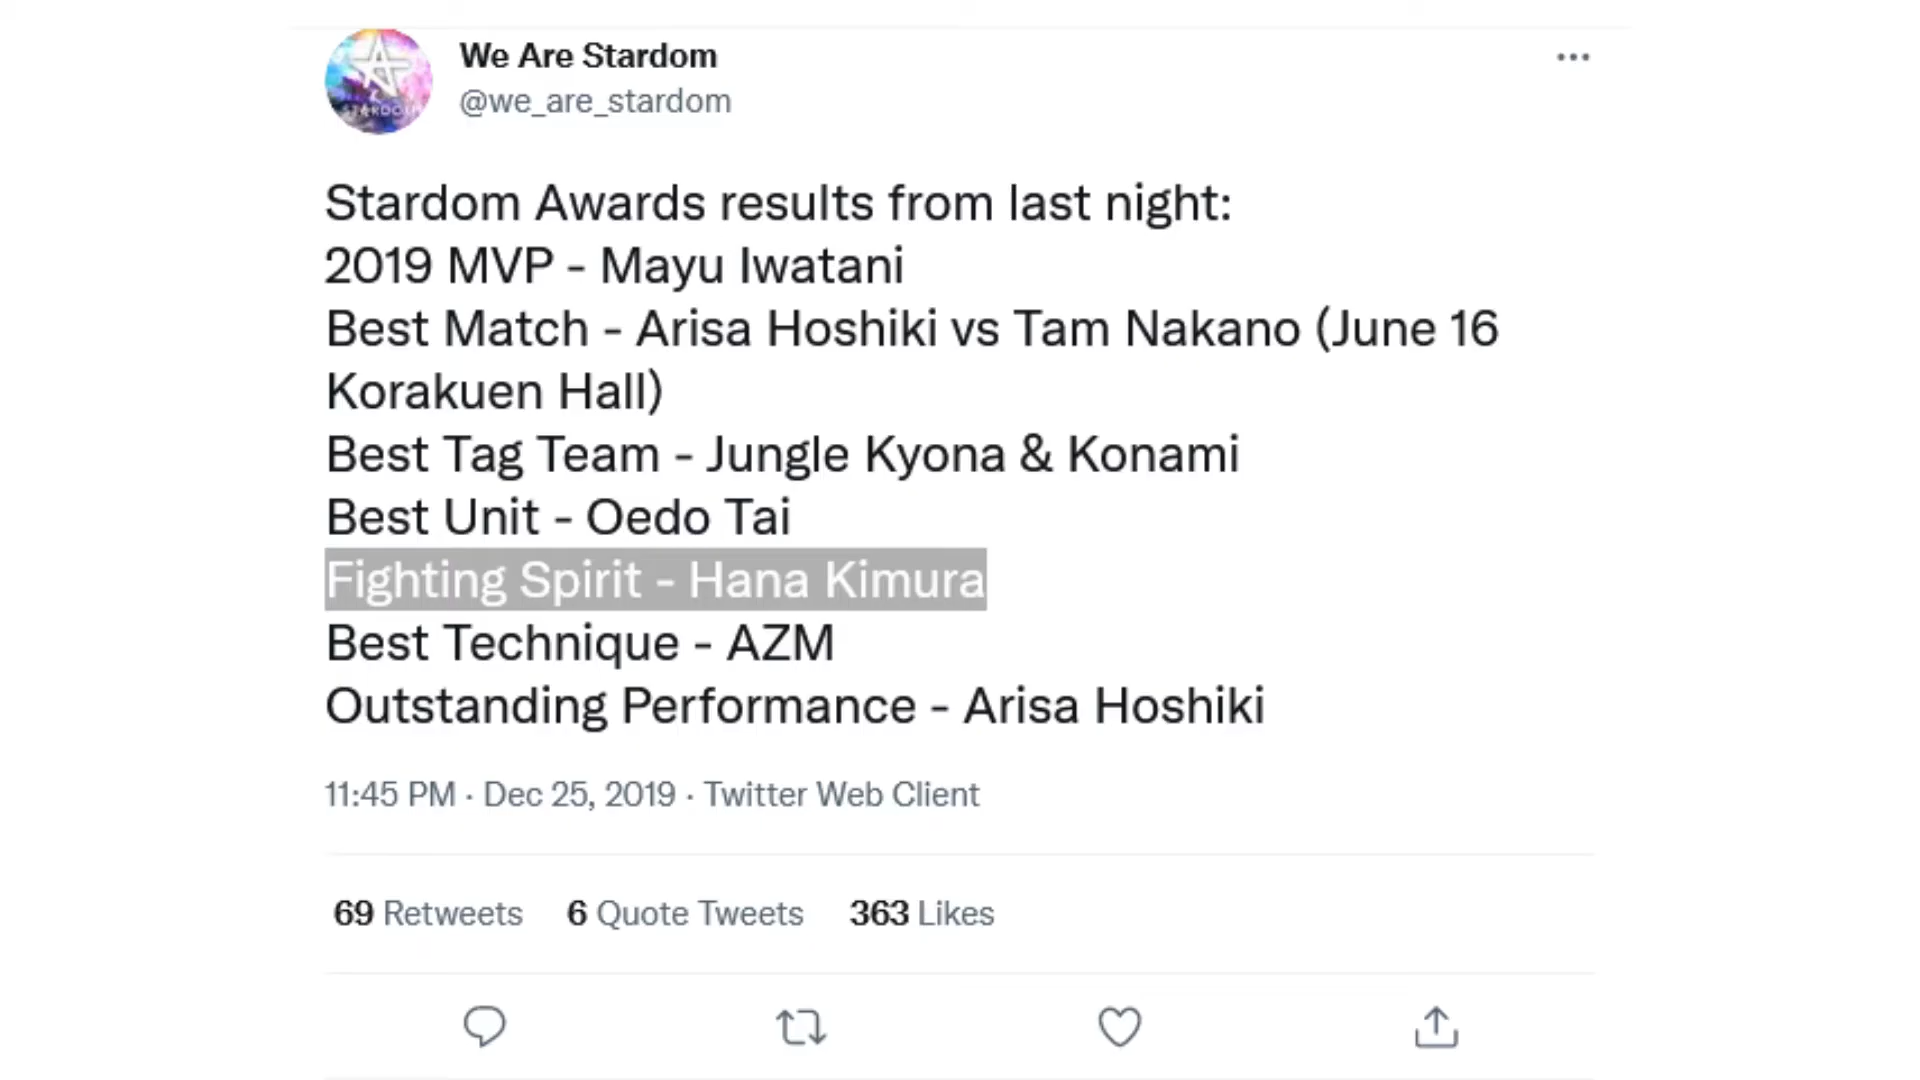 We Are Stardom
@we_are_stardom
STARDOM
Stardom Awards results from last night:
2019 MVP - Mayu Iwatani
Best Match - Arisa Hoshiki vs Tam Nakano (June 16
Korakuen Hall)
Best Tag Team - Jungle Kyona & Konami
Best Unit - Oedo Tai
Fighting Spirit - Hana Kimura
Best Technique - AZM
Outstanding Performance - Arisa Hoshiki
11:45 PM · Dec 25, 2019 · Twitter Web Client
69 Retweets 6 Quote Tweets 363 Likes